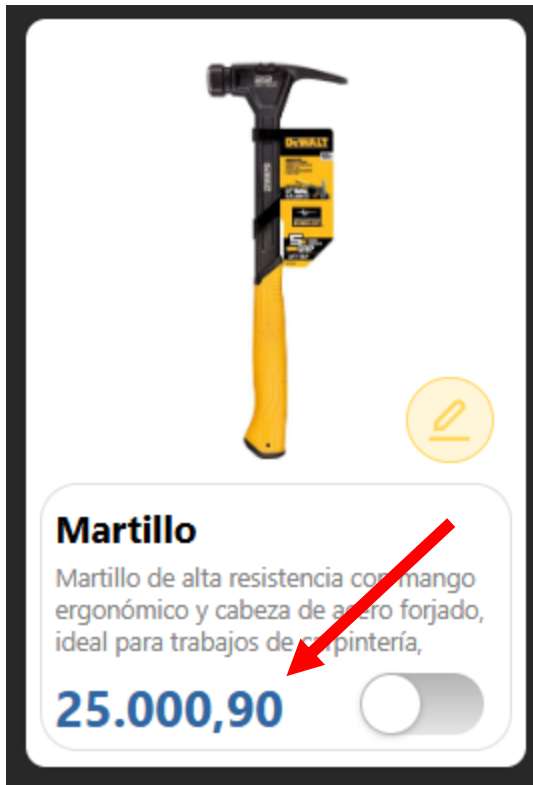 DEWALT
Martillo
Martillo de alta resistencia con mango
ergonómico y cabeza de acero forjado,
ideal para trabajos de carpintería,
25.000,90